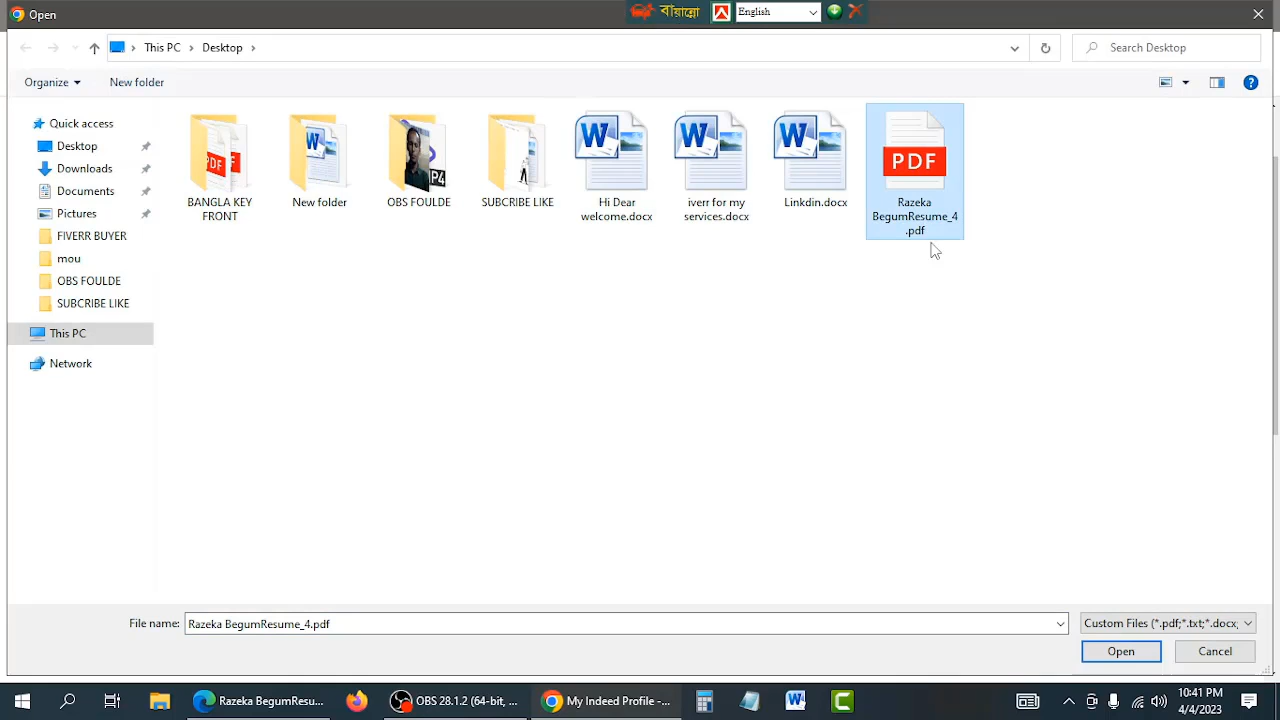 Open
বায়ান্নো
English
This PC
Desktop
Search Desktop
Organize
New folder
Quick access
Desktop
Downloads
Documents
Pictures
FIVERR BUYER
mou
OBS FOULDE
SUBCRIBE LIKE
This PC
Network
PDF
BANGLA KEY
FRONT
W
New folder
P4
OBS FOULDE
SUBCRIBE LIKE
W
Hi Dear
welcome.docx
W
iverr for my
services.docx
W
Linkdin.docx
PDF
Razeka
BegumResume_4
.pdf
File name:
Razeka BegumResume_4.pdf
Custom Files (*.pdf;*.txt;*.docx;
Open
Cancel
Razeka BegumResu...
OBS 28.1.2 (64-bit, ...
My Indeed Profile -...
W
C
10:41 PM
4/4/2023